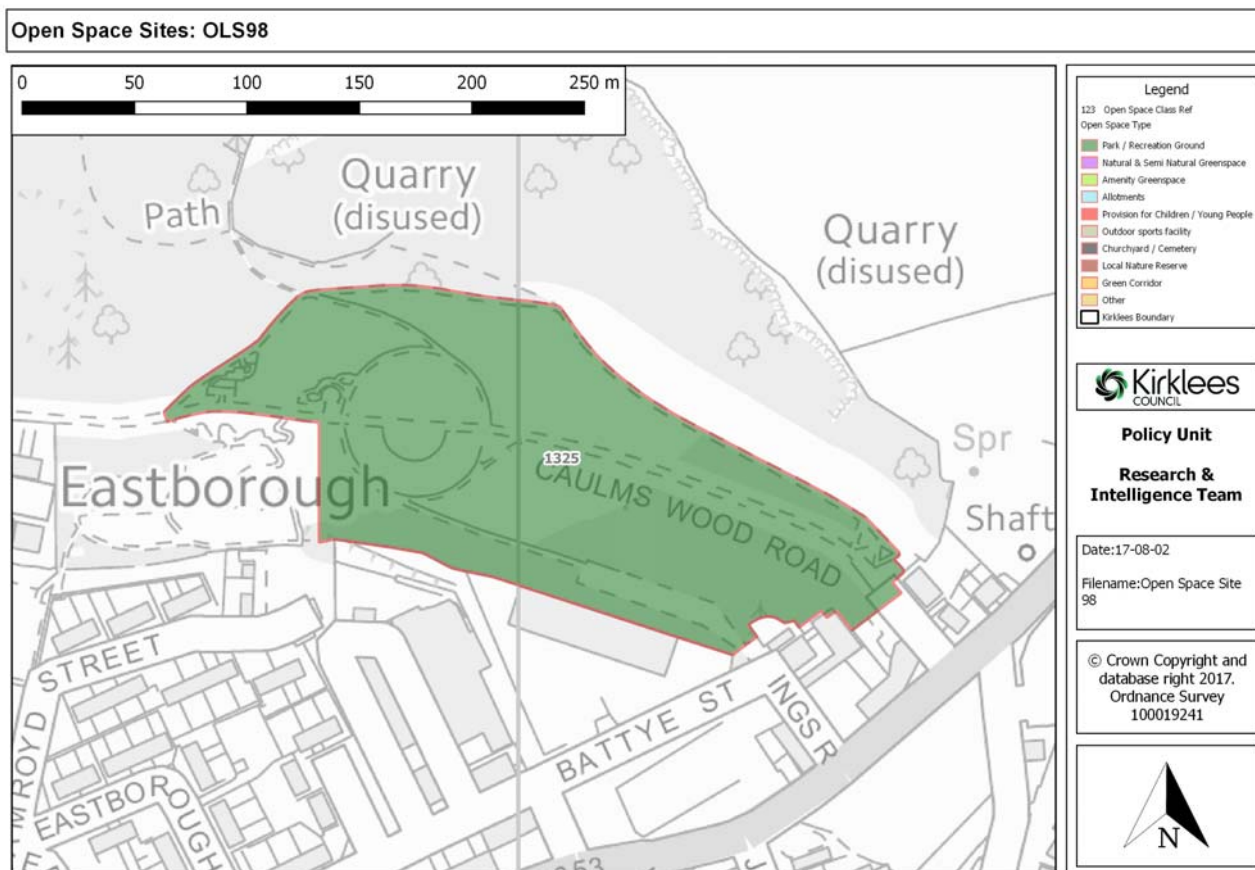 Open Space Sites: OLS98
0 50 100 150 200 250 m
Quarry
(disused)
Path
Quarry
(disused)
Spr
Shaft
1325
CAULMS WOOD ROAD
Eastborough
STREET
BATTYE ST
INGS R
EASTBOROUGH
Legend
123 Open Space Class Ref
Open Space Type
Park / Recreation Ground
Natural & Semi Natural Greenspace
Amenity Greenspace
Allotments
Provision for Children / Young People
Outdoor sports facility
Churchyard / Cemetery
Local Nature Reserve
Green Corridor
Other
Kirklees Boundary
Kirklees
COUNCIL
Policy Unit
Research &
Intelligence Team
Date:17-08-02
Filename:Open Space Site
98
© Crown Copyright and
database right 2017.
Ordnance Survey
100019241
N